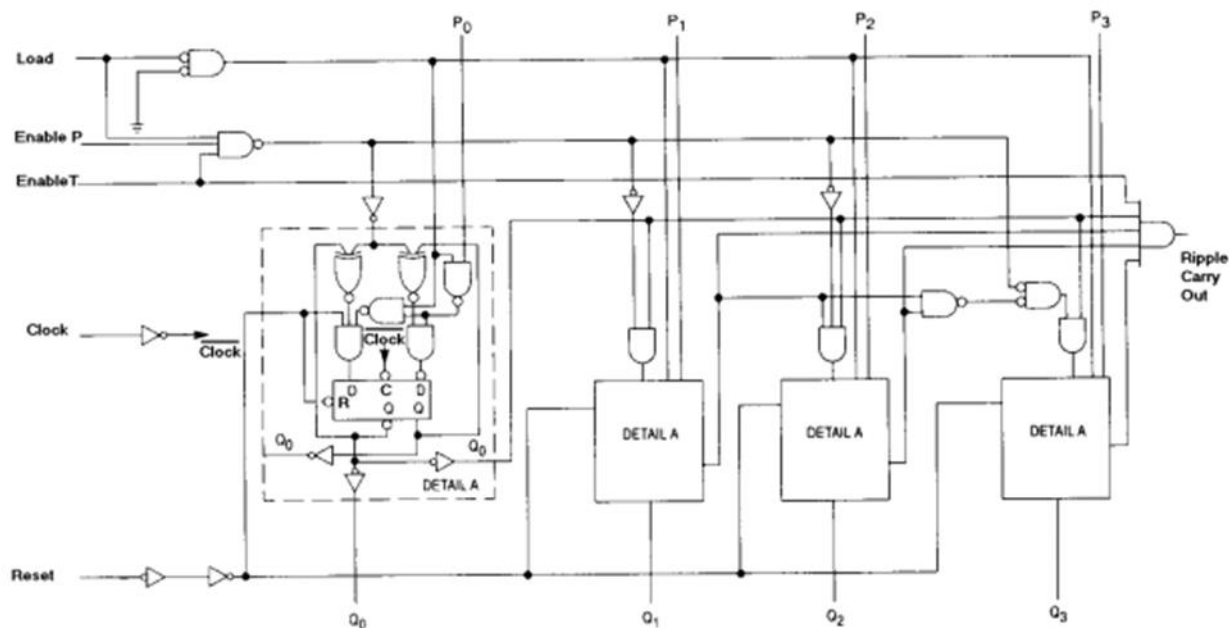 P0
P1
P2
P3
Load
Enable P
EnableT
Ripple
Carry
Out
Clock
Clock
Clock
D
C
D
R
Q
Q
Q0
Q0
DETAIL A
DETAIL A
DETAIL A
DETAIL A
Reset
Q0
Q1
Q2
Q3